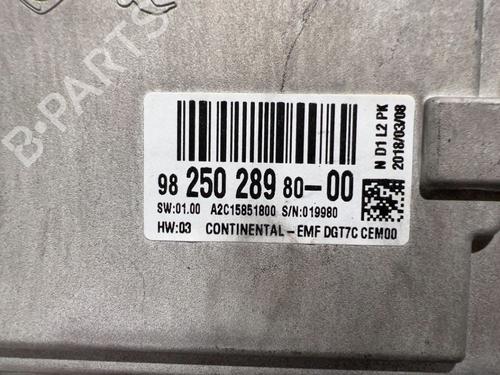 B-PARTS
98 250 289 80-00
SW:01.00 A2C15851800 S/N:019980
HW:03 CONTINENTAL-EMF DGT7C CEM00
N D1 L2 PK
2018/03/08